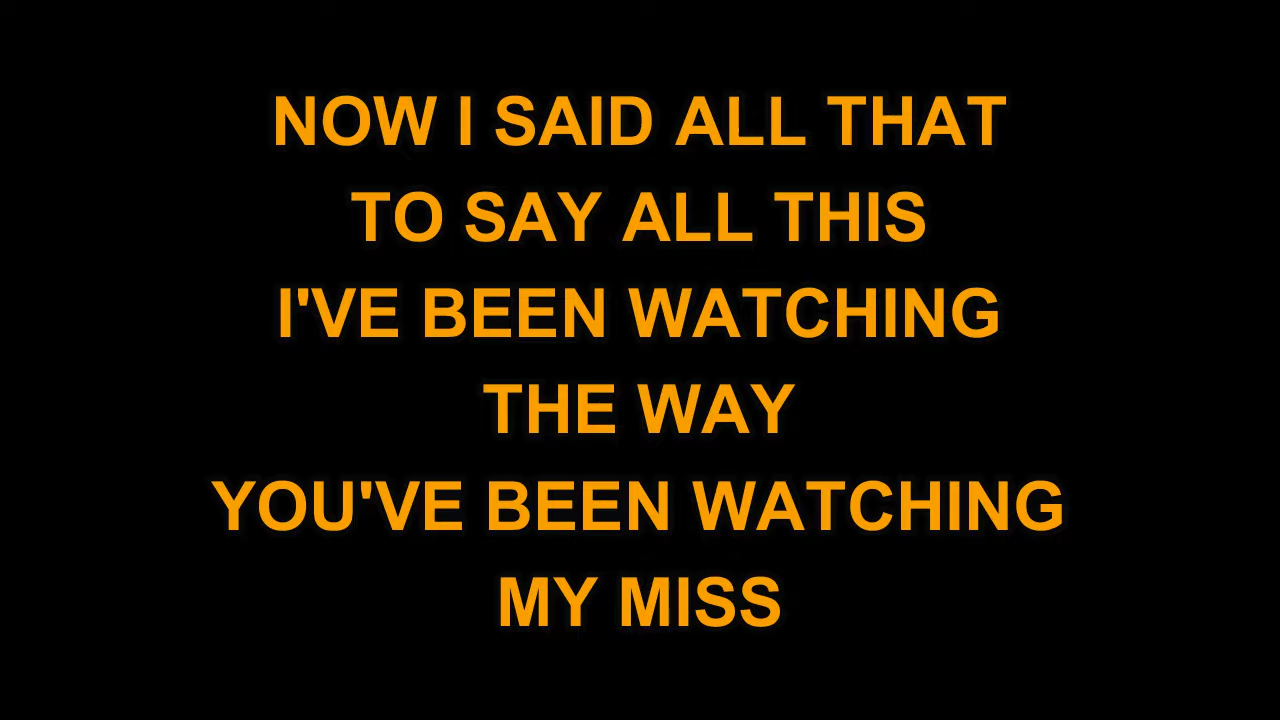 NOW I SAID ALL THAT
TO SAY ALL THIS
I'VE BEEN WATCHING
THE WAY
YOU'VE BEEN WATCHING
MY MISS